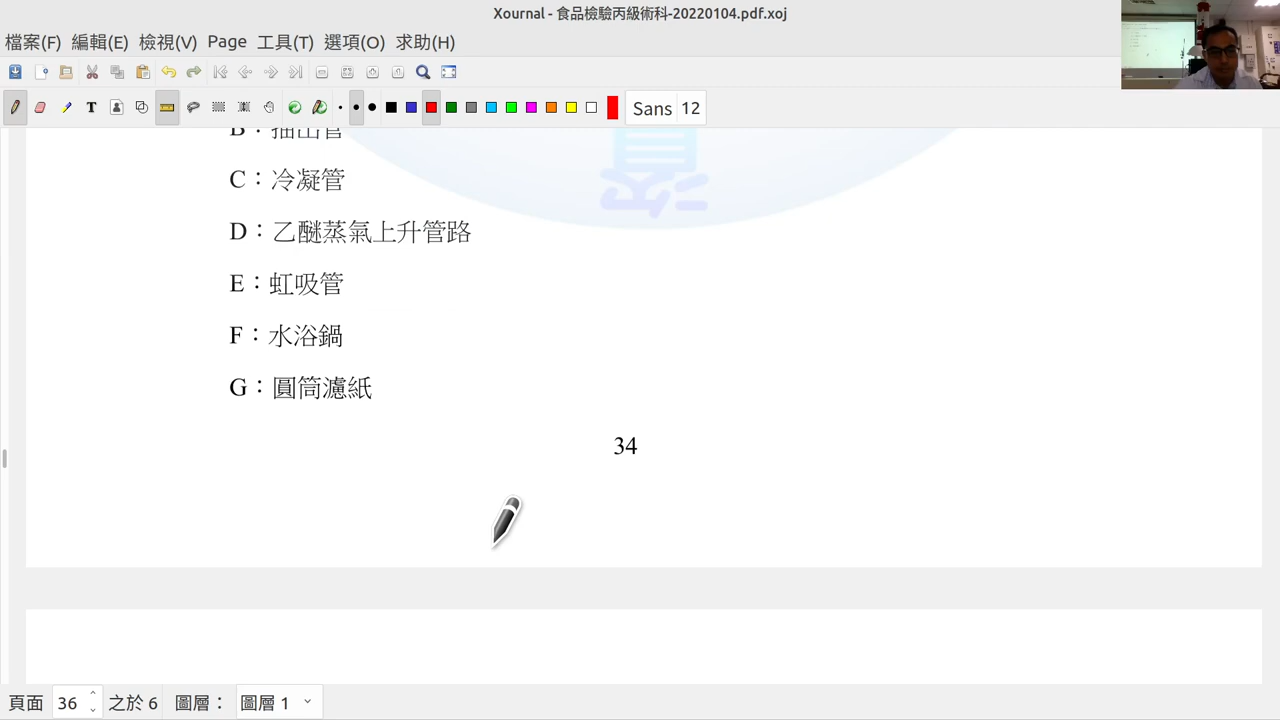 Xournal - 食品檢驗丙級術科-20220104.pdf.xoj
檔案(F) 編輯(E) 檢視(V) Page 工具(T) 選項(O) 求助(H)
T
Sans 12
B：抽出管
C：冷凝管
D：乙醚蒸氣上升管路
E：虹吸管
F：水浴鍋
G：圓筒濾紙
34
頁面 36 之於 6 圖層： 圖層 1